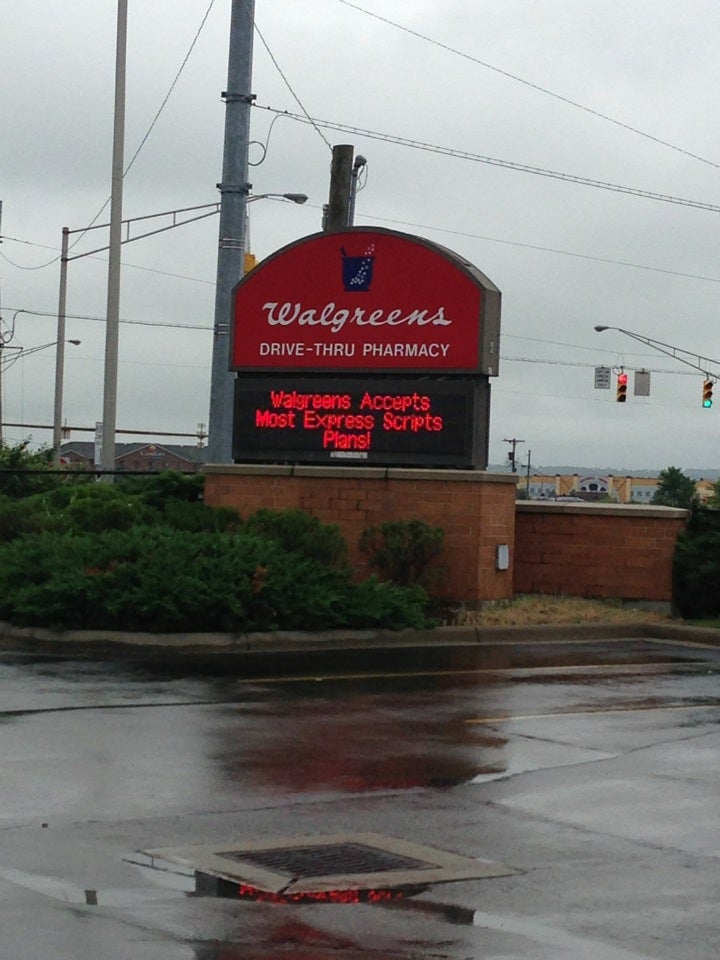 Walgreens
DRIVE-THRU PHARMACY
Walgreens Accepts
Most Express Scripts
Plans!